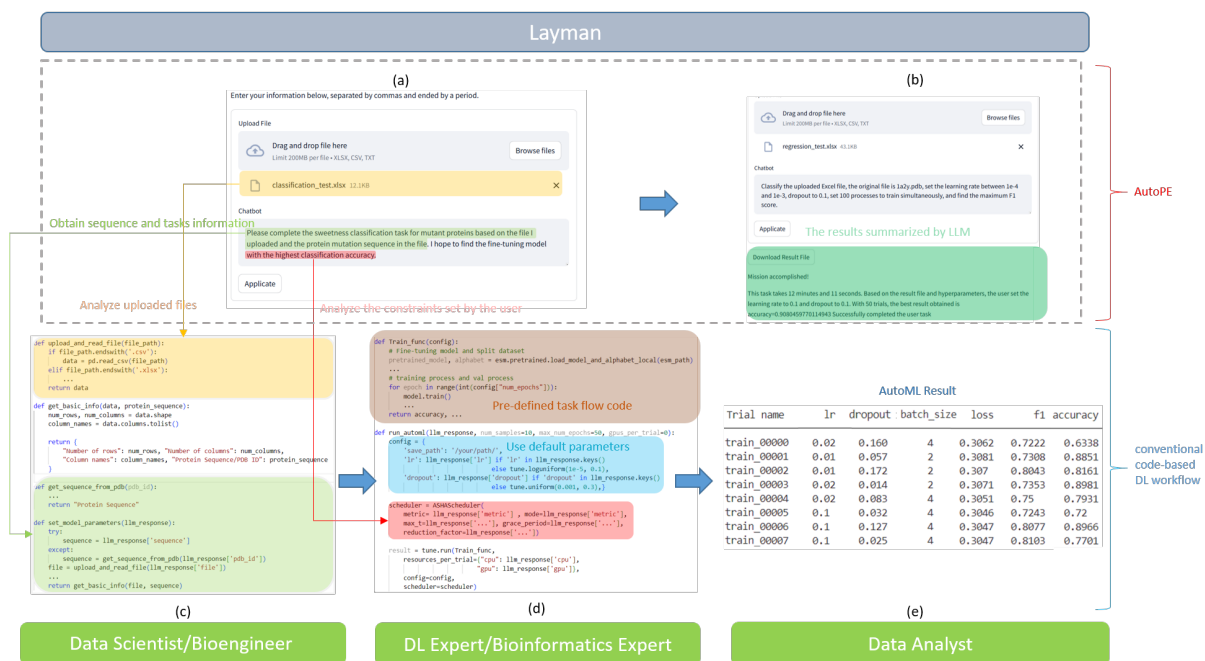 Layman
(a)
Enter your information below, separated by commas and ended by a period.
Upload File
Drag and drop file here
Limit 200MB per file • XLSX, CSV, TXT
Browse files
classification_test.xlsx 12.1KB
Chatbot
Please complete the sweetness classification task for mutant proteins based on the file I
uploaded and the protein mutation sequence in the file. I hope to find the fine-tuning model
with the highest classification accuracy.
Applicate
Obtain sequence and tasks information
Analyze uploaded files
Analyze the constraints set by the user
(b)
Drag and drop file here
Limit 200MB per file • XLSX, CSV, TXT
Browse files
regression_test.xlsx 43.1KB
Chatbot
Classify the uploaded Excel file, the original file is 1a2y.pdb, set the learning rate between 1e-4
and 1e-3, dropout to 0.1, set 100 processes to train simultaneously, and find the maximum F1
score.
Applicate
The results summarized by LLM
Download Result File
Mission accomplished!
This task takes 12 minutes and 11 seconds. Based on the result file and hyperparameters, the user set the
learning rate to 0.1 and dropout to 0.1. With 50 trials, the best result obtained is
accuracy=0.9080459770114943 Successfully completed the user task
AutoPE
def upload_and_read_file(file_path):
if file_path.endswith('.csv'):
data = pd.read_csv(file_path)
elif file_path.endswith('.xlsx'):
...
return data
def get_basic_info(data, protein_sequence):
num_rows, num_columns = data.shape
column_names = data.columns.tolist()
return {
"Number of rows": num_rows, "Number of columns": num_columns,
"Column names": column_names, "Protein Sequence/PDB ID": protein_sequence
}
def get_sequence_from_pdb(pdb_id):
...
return "Protein Sequence"
def set_model_parameters(llm_response):
try:
sequence = llm_response['sequence']
except:
sequence = get_sequence_from_pdb(llm_response['pdb_id'])
file = upload_and_read_file(llm_response['file'])
...
return get_basic_info(file, sequence)
(c)
def Train_func(config):
# Fine-tuning model and Split dataset
pretrained_model, alphabet = esm.pretrained.load_model_and_alphabet_local(esm_path)
...
# training process and val process
for epoch in range(int(config["num_epochs"])):
model.train()
...
return accuracy, ...
Pre-defined task flow code
def run_automl(llm_response, num_samples=10, max_num_epochs=50, gpus_per_trial=0):
config = {
'save_path': '/your/path/',
'lr': llm_response['lr'] if 'lr' in llm_response.keys()
else tune.loguniform(1e-5, 0.1),
'dropout': llm_response['dropout'] if 'dropout' in llm_response.keys()
else tune.uniform(0.001, 0.3),}
Use default parameters
scheduler = ASHAScheduler(
metric= llm_response['metric'] , mode=llm_response['metric'],
max_t=llm_response['...'], grace_period=llm_response['...'],
reduction_factor=llm_response['...'])
result = tune.run(Train_func,
resources_per_trial={"cpu": llm_response['cpu'],
"gpu": llm_response['gpu']},
config=config,
scheduler=scheduler)
(d)
AutoML Result
Trial name lr dropout batch_size loss f1 accuracy
train_00000 0.02 0.160 4 0.3062 0.7222 0.6338
train_00001 0.01 0.057 2 0.3081 0.7308 0.8851
train_00002 0.01 0.172 2 0.307 0.8043 0.8161
train_00003 0.02 0.014 2 0.3071 0.7353 0.8981
train_00004 0.02 0.083 4 0.3051 0.75 0.7931
train_00005 0.1 0.032 4 0.3046 0.7243 0.72
train_00006 0.1 0.127 4 0.3047 0.8077 0.8966
train_00007 0.1 0.025 4 0.3047 0.8103 0.7701
(e)
conventional
code-based
DL workflow
Data Scientist/Bioengineer
DL Expert/Bioinformatics Expert
Data Analyst